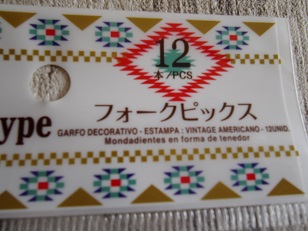 12
本/PCS
フォークピックス
ype
GARFO DECORATIVO - ESTAMPA : VINTAGE AMERICANO - 12UNID.
Mondadientes en forma de tenedor